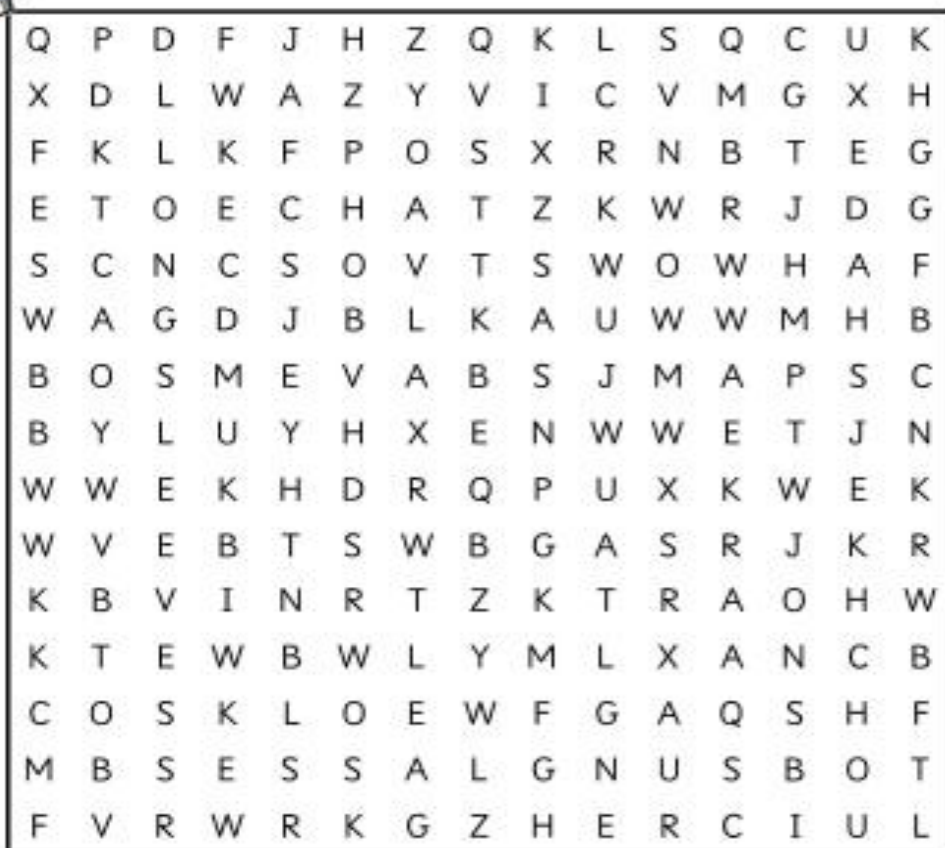 Q P D F J H Z Q K L S Q C U K
X D L W A Z Y V I C V M G X H
F K L K F P O S X R N B T E G
E T O E C H A T Z K W R J D G
S C N C S O V T S W O W H A F
W A G D J B L K A U W W M H B
B O S M E V A B S J M A P S C
B Y L U Y H X E N W W E T J N
W W E K H D R Q P U X K W E K
W V E B T S W B G A S R J K R
K B V I N R T Z K T R A O H W
K T E W B W L Y M L X A N C B
C O S K L O E W F G A Q S H F
M B S E S S A L G N U S B O T
F V R W R K G Z H E R C I U L